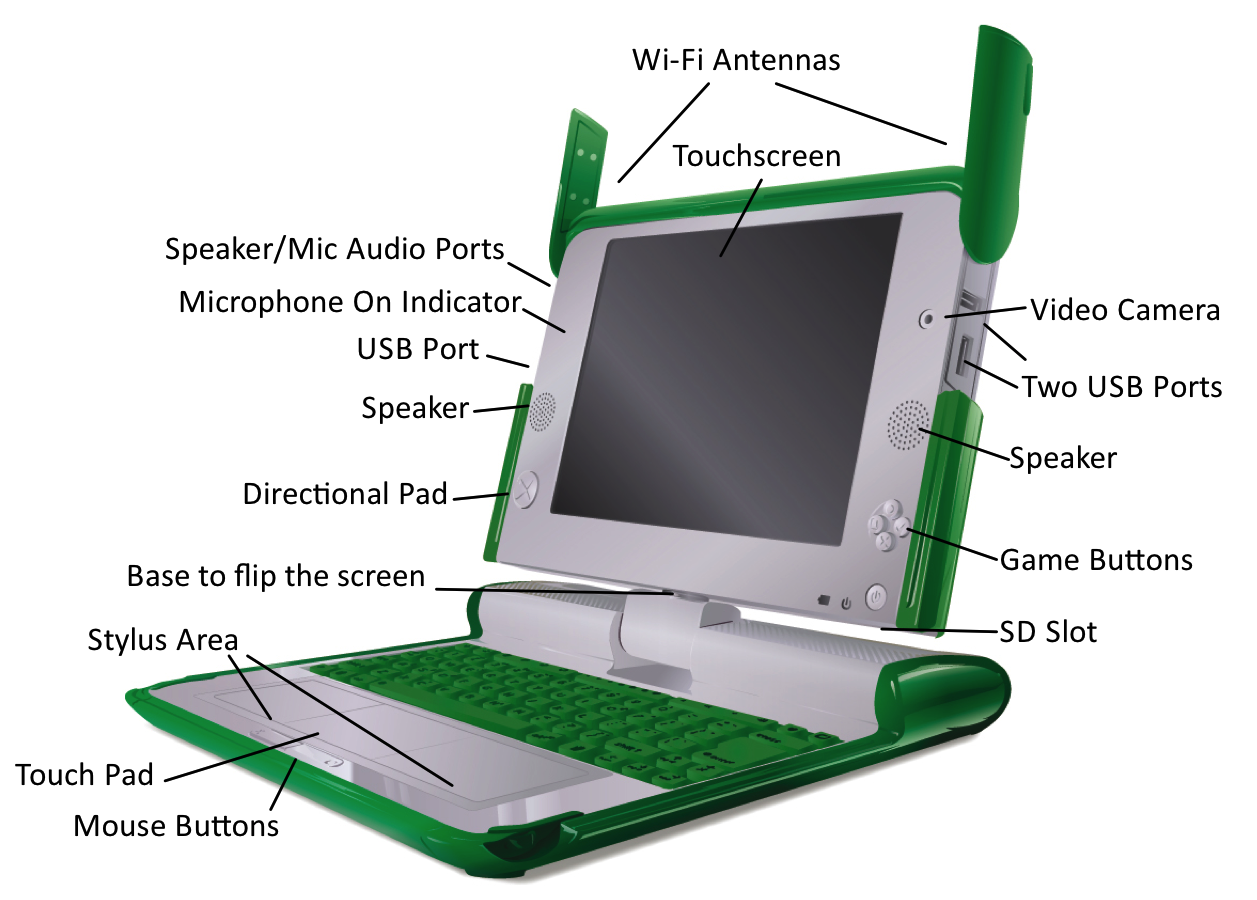 Wi-Fi Antennas
Touchscreen
Speaker/Mic Audio Ports
Microphone On Indicator
USB Port
Speaker
Directional Pad
Base to flip the screen
Stylus Area
Touch Pad
Mouse Buttons
Video Camera
Two USB Ports
Speaker
Game Buttons
SD Slot